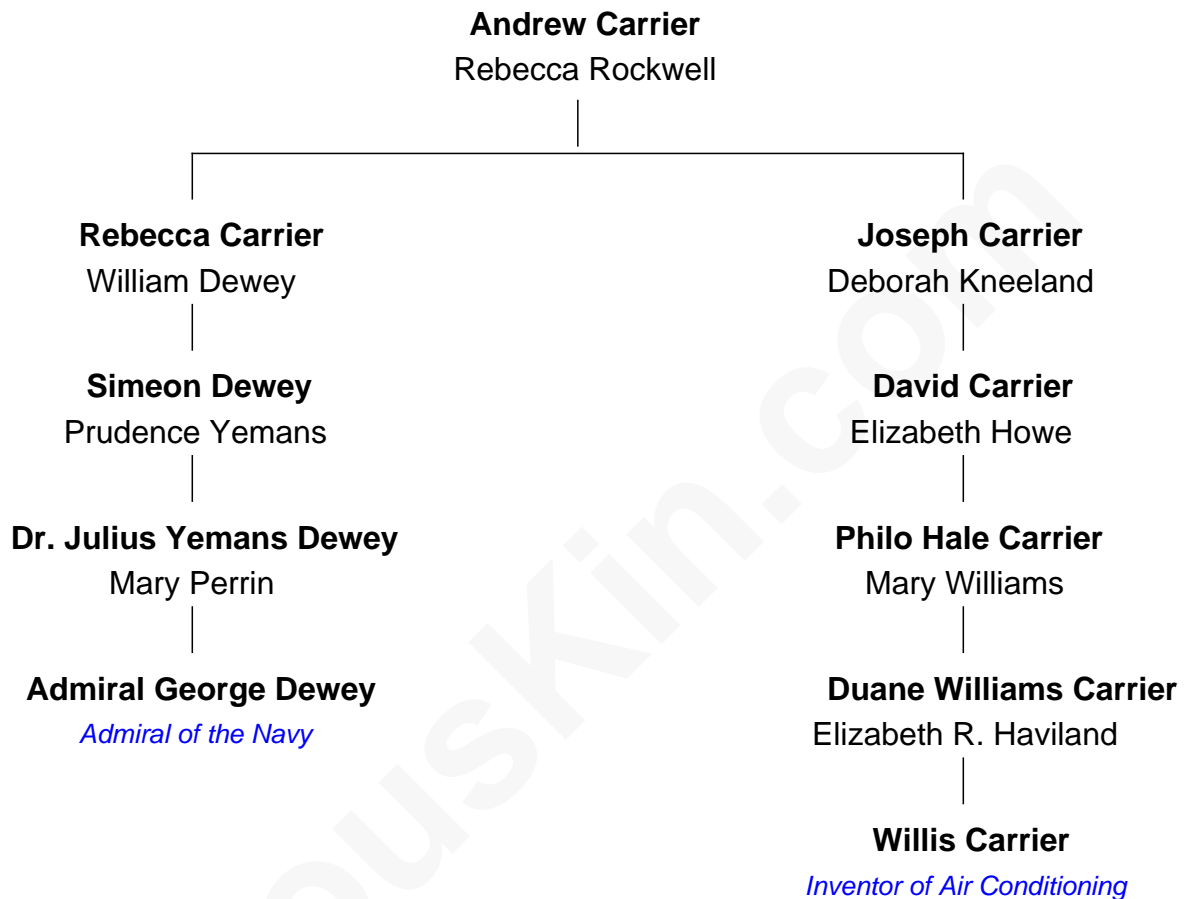 Andrew Carrier
Rebecca Rockwell
Rebecca Carrier
William Dewey
Joseph Carrier
Deborah Kneeland
Simeon Dewey
Prudence Yemans
David Carrier
Elizabeth Howe
Dr. Julius Yemans Dewey
Mary Perrin
Philo Hale Carrier
Mary Williams
Admiral George Dewey
Admiral of the Navy
Duane Williams Carrier
Elizabeth R. Haviland
Willis Carrier
Inventor of Air Conditioning
ousKin.com